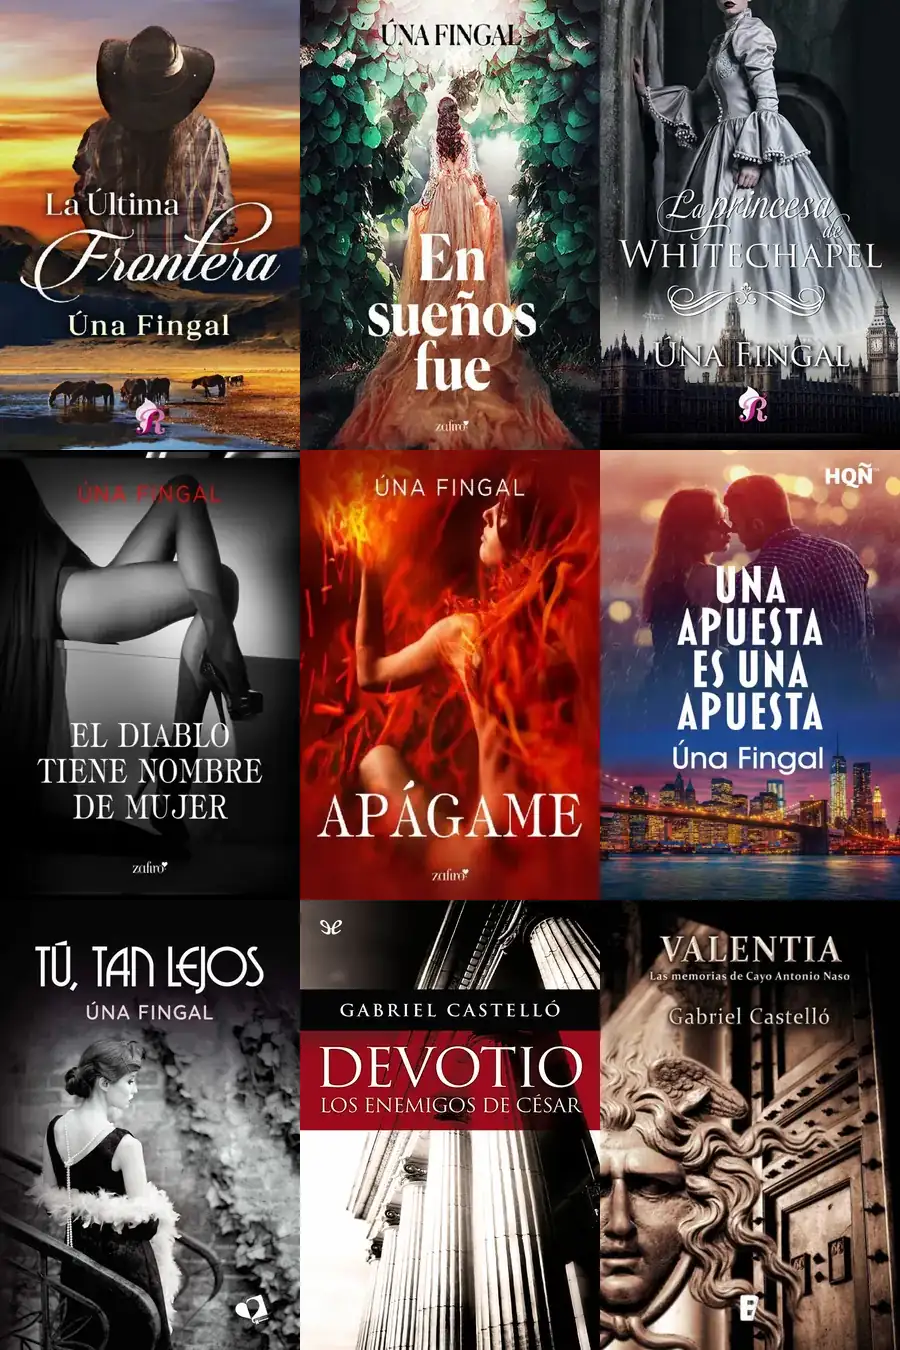 La Última
Frontera
Úna Fingal
R
ÚNA FINGAL
En
sueños
fue
zafiro
La princesa
de
WHITECHAPEL
ÚNA FINGAL
R
ÚNA FINGAL
EL DIABLO
TIENE NOMBRE
DE MUJER
zafiro
ÚNA FINGAL
APÁGAME
zafiro
HQÑ
UNA
APUESTA
ES UNA
APUESTA
Úna Fingal
TÚ, TAN LEJOS
ÚNA FINGAL
GABRIEL CASTELLÓ
DEVOTIO
LOS ENEMIGOS DE CÉSAR
VALENTIA
Las memorias de Cayo Antonio Naso
Gabriel Castelló
B